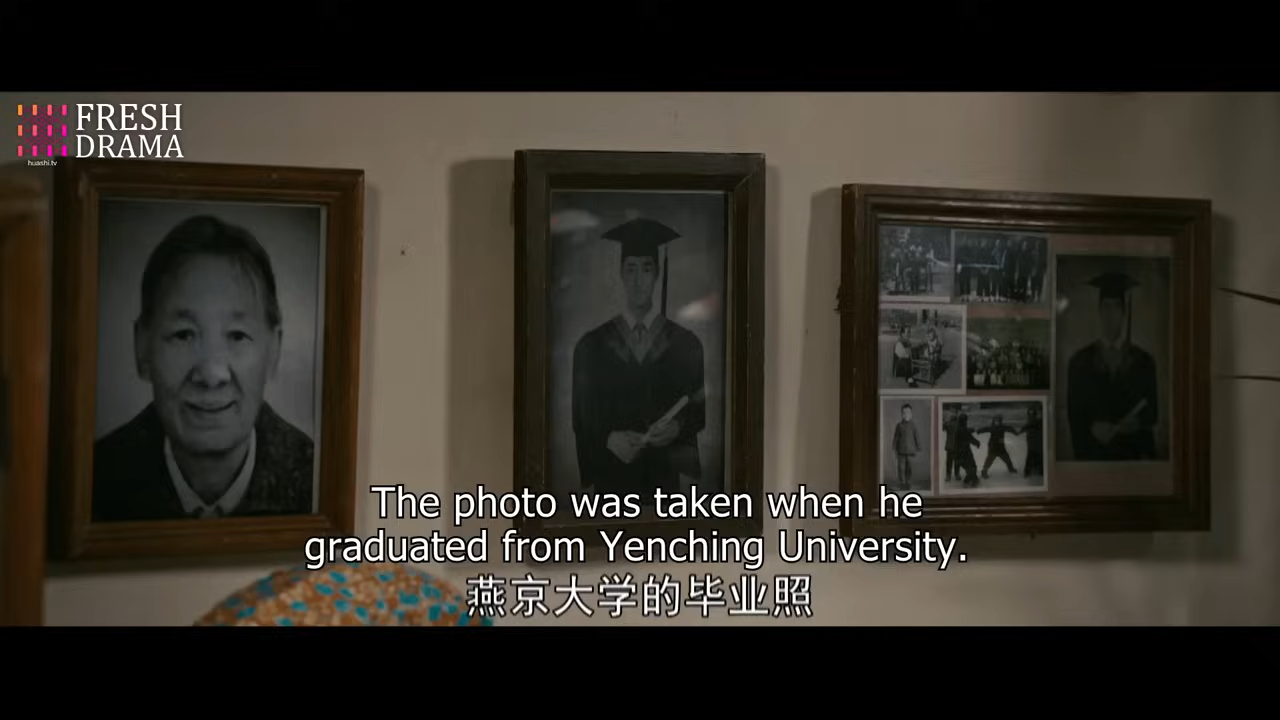 FRESH
DRAMA
huashi.tv
The photo was taken when he
graduated from Yenching University.
燕京大学的毕业照